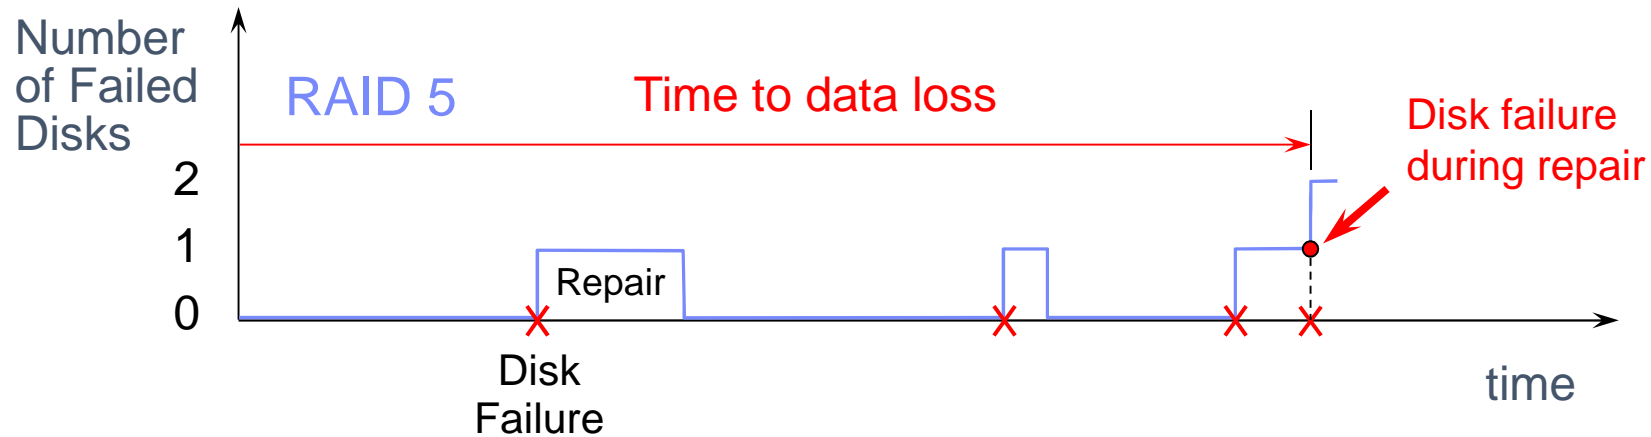 Number
of Failed
Disks
RAID 5
Time to data loss
Disk failure
during repair
2
1
0
Repair
Disk
Failure
time